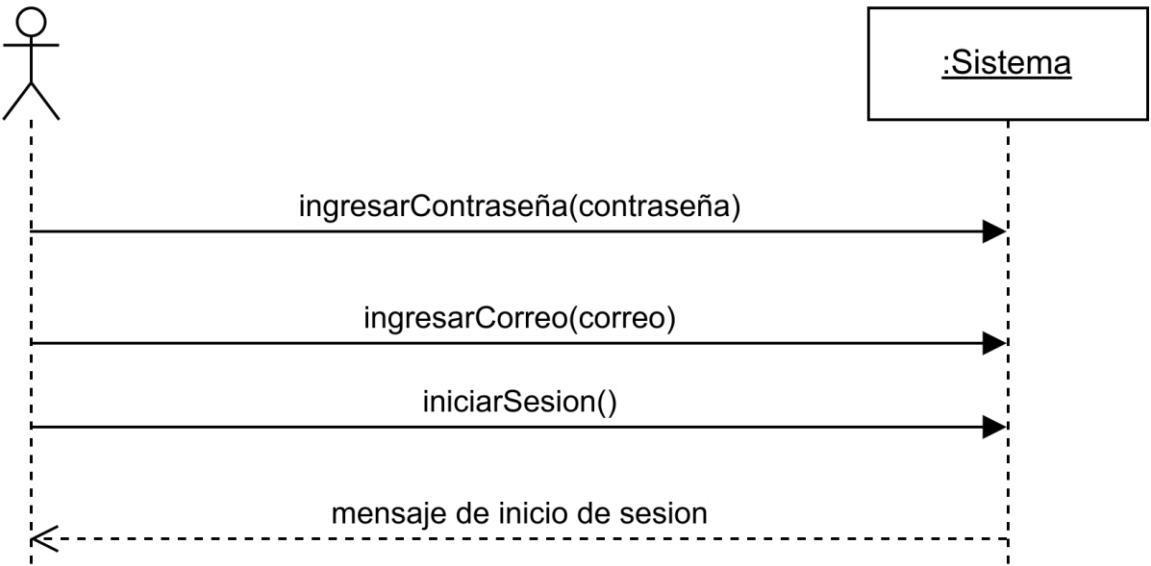 :Sistema
ingresarContraseña(contraseña)
ingresarCorreo(correo)
iniciarSesion()
mensaje de inicio de sesion